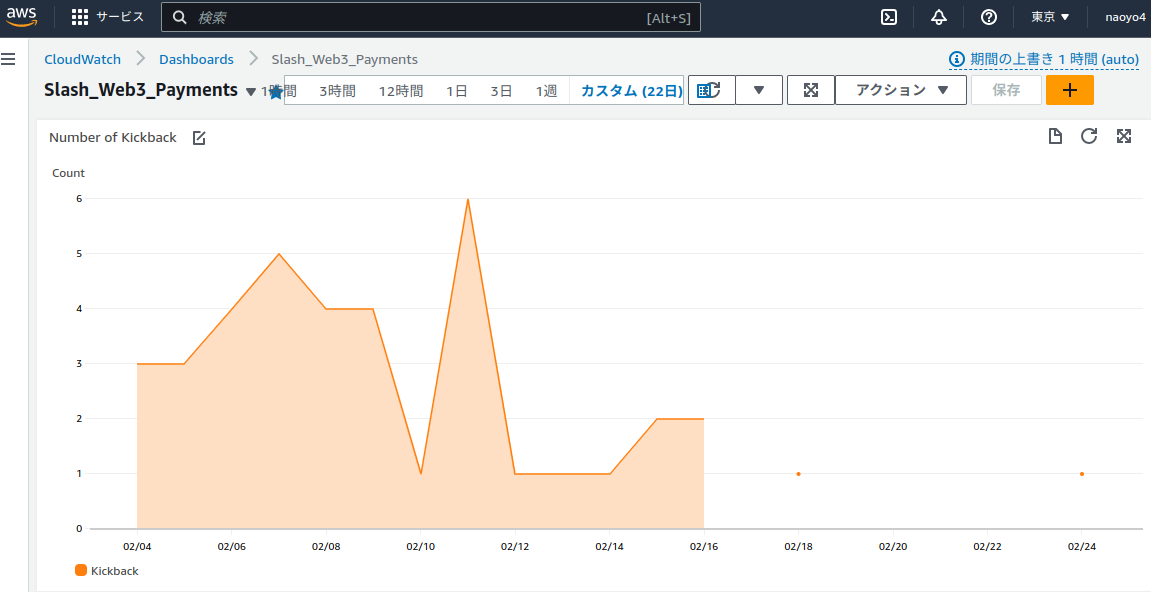 aws サービス 検索 [Alt+S] 東京 naoyo4
CloudWatch Dashboards Slash_Web3_Payments 期間の上書き 1 時間 (auto)
Slash_Web3_Payments 1時間 3時間 12時間 1日 3日 1週 カスタム (22日) アクション 保存
Number of Kickback
Count
6
5
4
3
2
1
0
02/04 02/06 02/08 02/10 02/12 02/14 02/16 02/18 02/20 02/22 02/24
Kickback